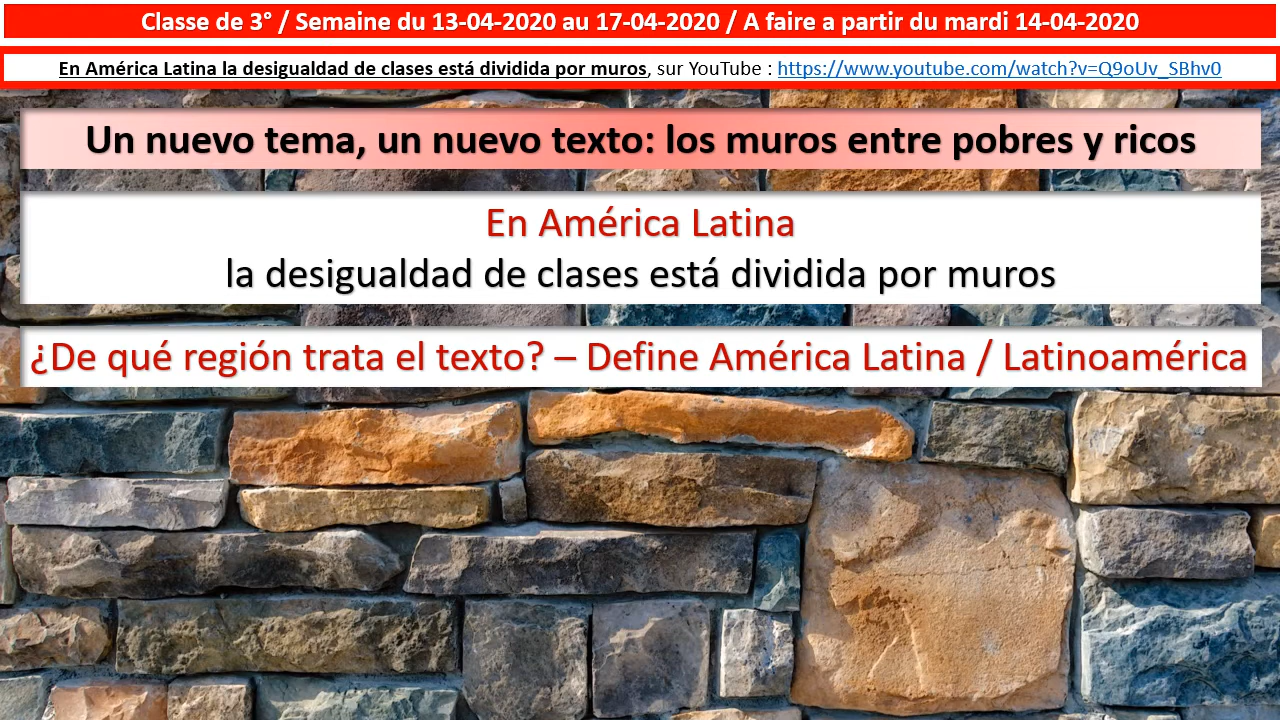 Classe de 3° / Semaine du 13-04-2020 au 17-04-2020 / A faire a partir du mardi 14-04-2020
En América Latina la desigualdad de clases está dividida por muros, sur YouTube : https://www.youtube.com/watch?v=Q9oUv_SBhv0
Un nuevo tema, un nuevo texto: los muros entre pobres y ricos
En América Latina
la desigualdad de clases está dividida por muros
¿De qué región trata el texto? – Define América Latina / Latinoamérica